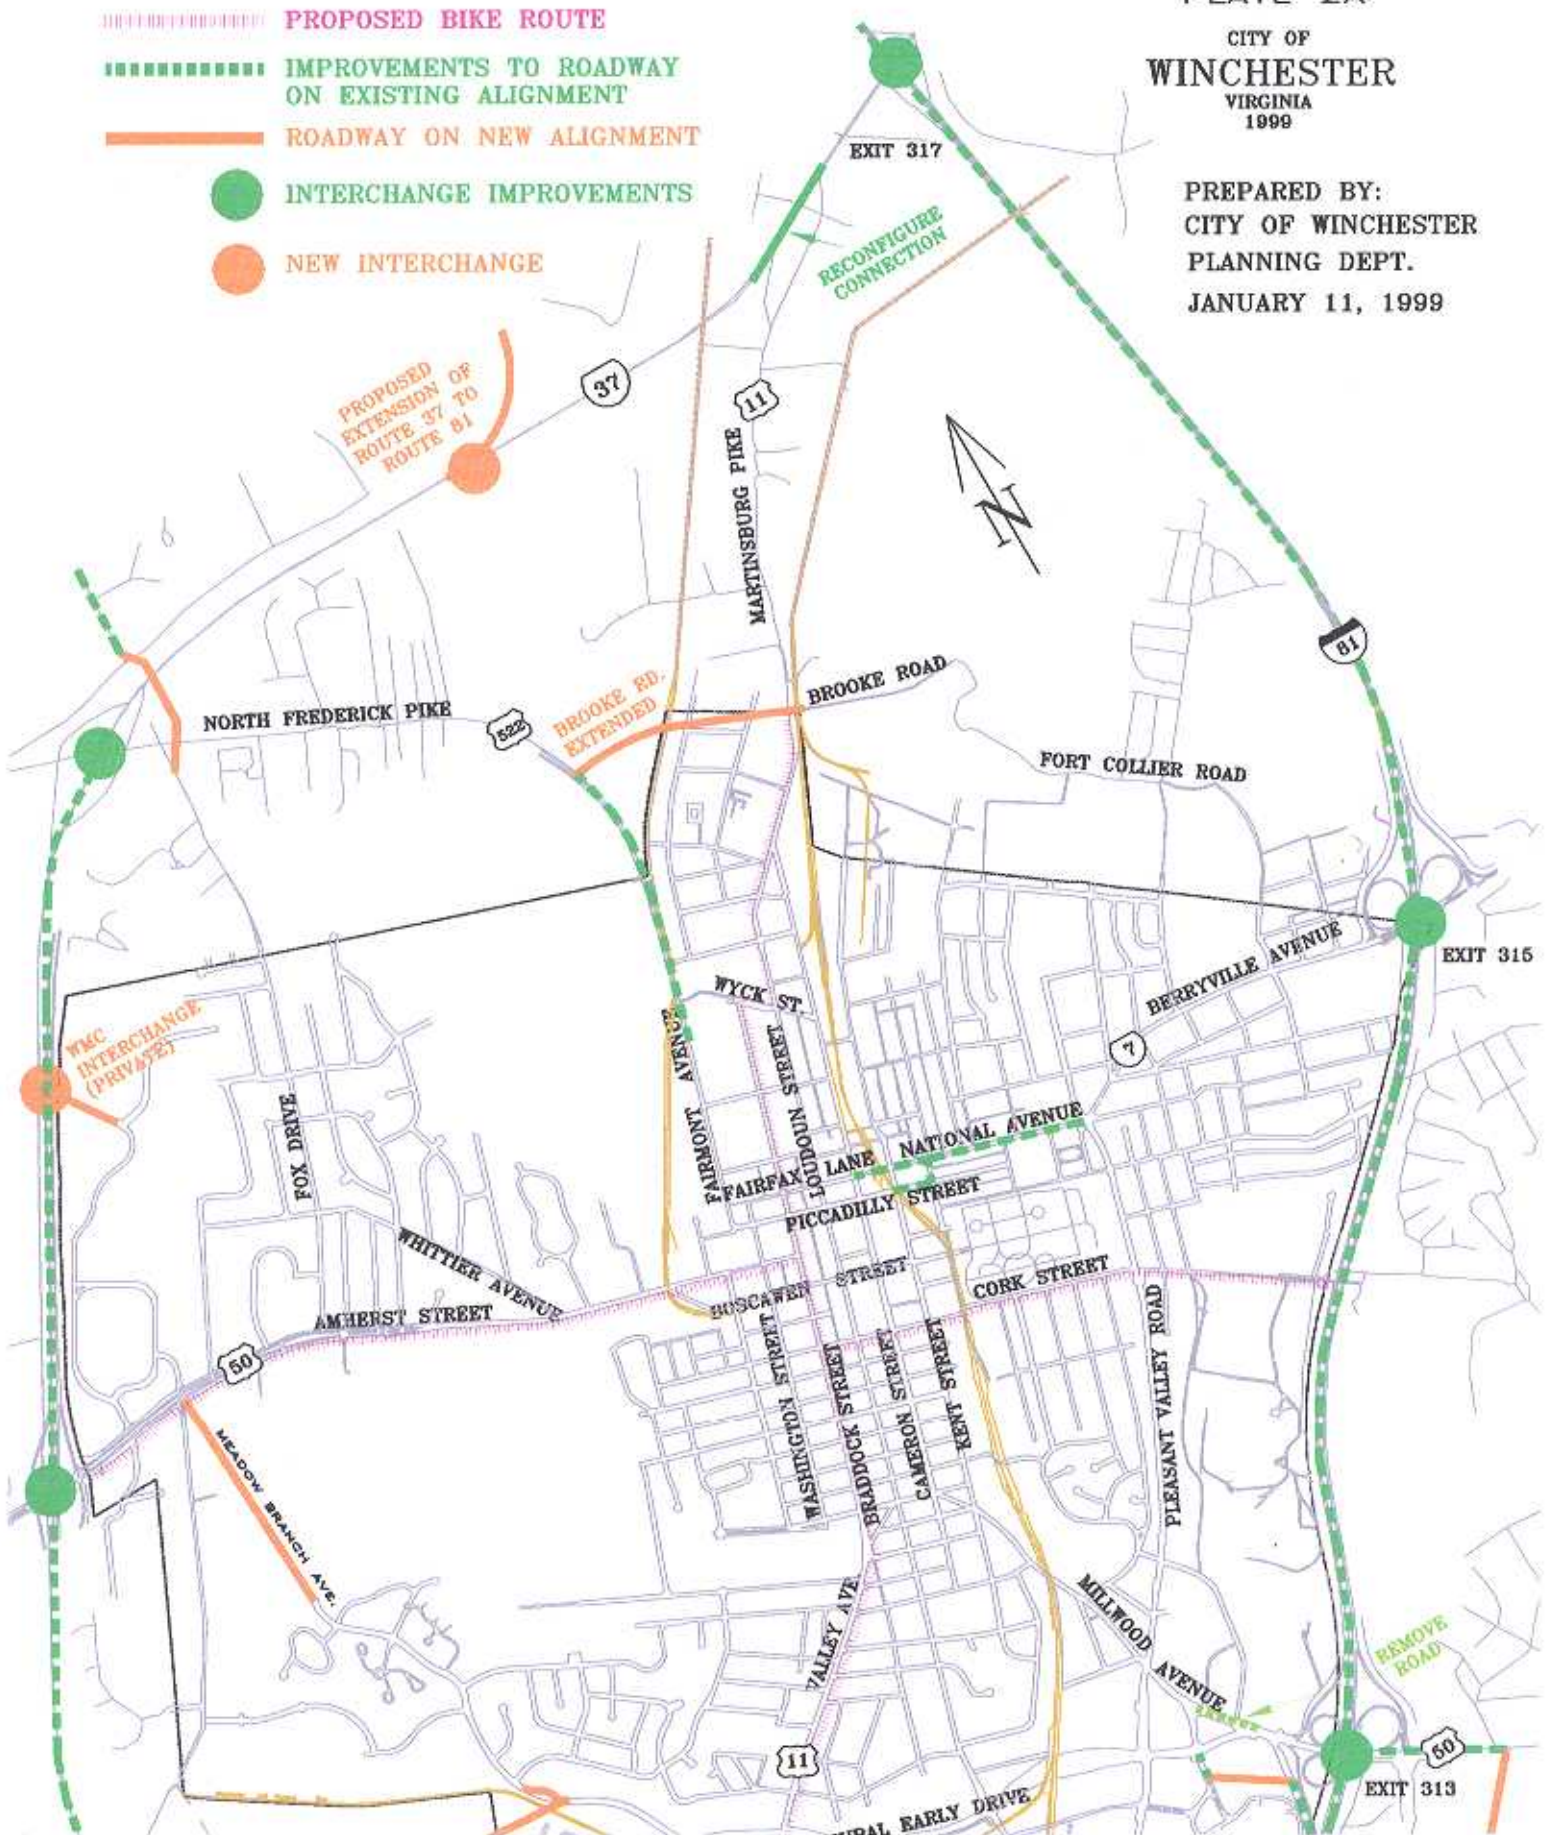 PROPOSED BIKE ROUTE
IMPROVEMENTS TO ROADWAY
ON EXISTING ALIGNMENT
ROADWAY ON NEW ALIGNMENT
INTERCHANGE IMPROVEMENTS
NEW INTERCHANGE
CITY OF
WINCHESTER
VIRGINIA
1999
PREPARED BY:
CITY OF WINCHESTER
PLANNING DEPT.
JANUARY 11, 1999
EXIT 317
RECONFIGURE
CONNECTION
37
11
PROPOSED
EXTENSION OF
ROUTE 37 TO
ROUTE 81
MARTINSBURG PIKE
N
81
BROOKE ROAD
BROOKE RD.
EXTENDED
NORTH FREDERICK PIKE
522
FORT COLLIER ROAD
BERRYVILLE AVENUE
EXIT 315
WYCK ST.
7
WMC
INTERCHANGE
(PRIVATE)
FOX DRIVE
FAIRMONT AVENUE
LOUDOUN STREET
NATIONAL AVENUE
FAIRFAX LANE
PICCADILLY STREET
WHITTIER AVENUE
AMHERST STREET
BOSCAWEN STREET
CORK STREET
50
WASHINGTON STREET
BRADDOCK STREET
CAMERON STREET
KENT STREET
PLEASANT VALLEY ROAD
MEADOW BRANCH AVE.
VALLEY AVE
MILLWOOD AVENUE
REMOVE
ROAD
11
50
EXIT 313
EARLY DRIVE